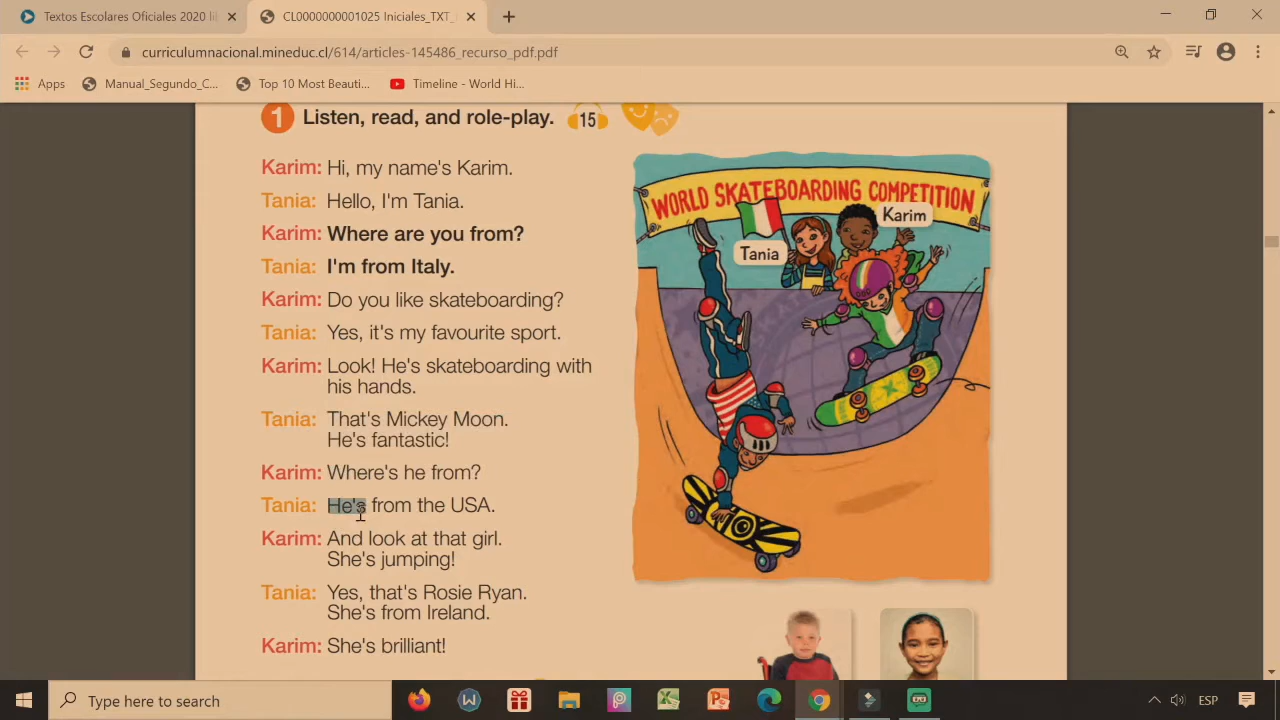 Textos Escolares Oficiales 2020 li
CL0000000001025 Iniciales_TXT_
curriculumnacional.mineduc.cl/614/articles-145486_recurso_pdf.pdf
Apps
Manual_Segundo_C...
Top 10 Most Beauti...
Timeline - World Hi...
1 Listen, read, and role-play. 15
Karim: Hi, my name's Karim.
Tania: Hello, I'm Tania.
Karim: Where are you from?
Tania: I'm from Italy.
Karim: Do you like skateboarding?
Tania: Yes, it's my favourite sport.
Karim: Look! He's skateboarding with
his hands.
Tania: That's Mickey Moon.
He's fantastic!
Karim: Where's he from?
Tania: He's from the USA.
Karim: And look at that girl.
She's jumping!
Tania: Yes, that's Rosie Ryan.
She's from Ireland.
Karim: She's brilliant!
WORLD SKATEBOARDING COMPETITION
Karim
Tania
Type here to search
ESP